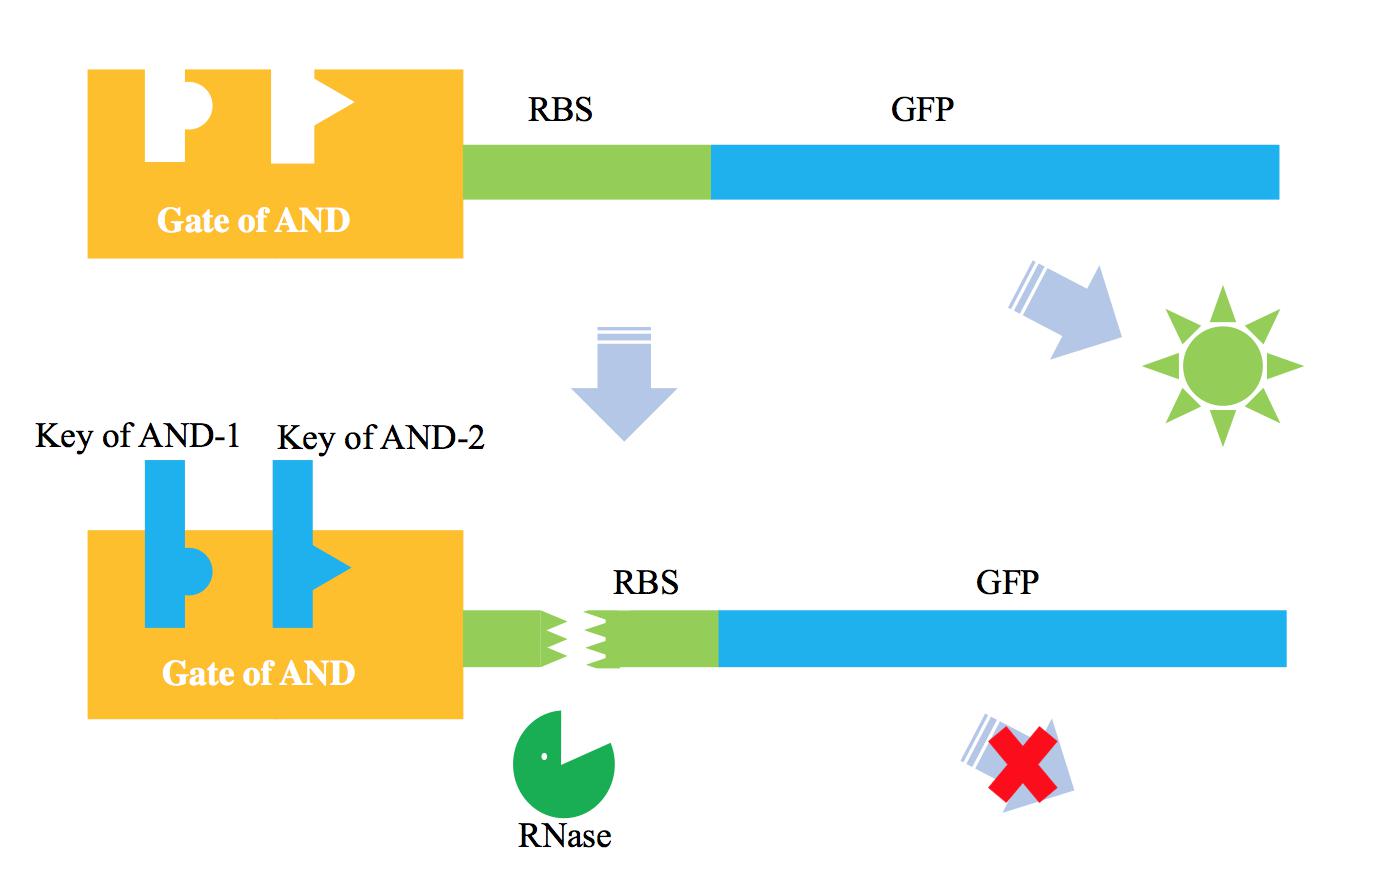 RBS
GFP
Gate of AND
Key of AND-1
Key of AND-2
RBS
GFP
Gate of AND
RNase